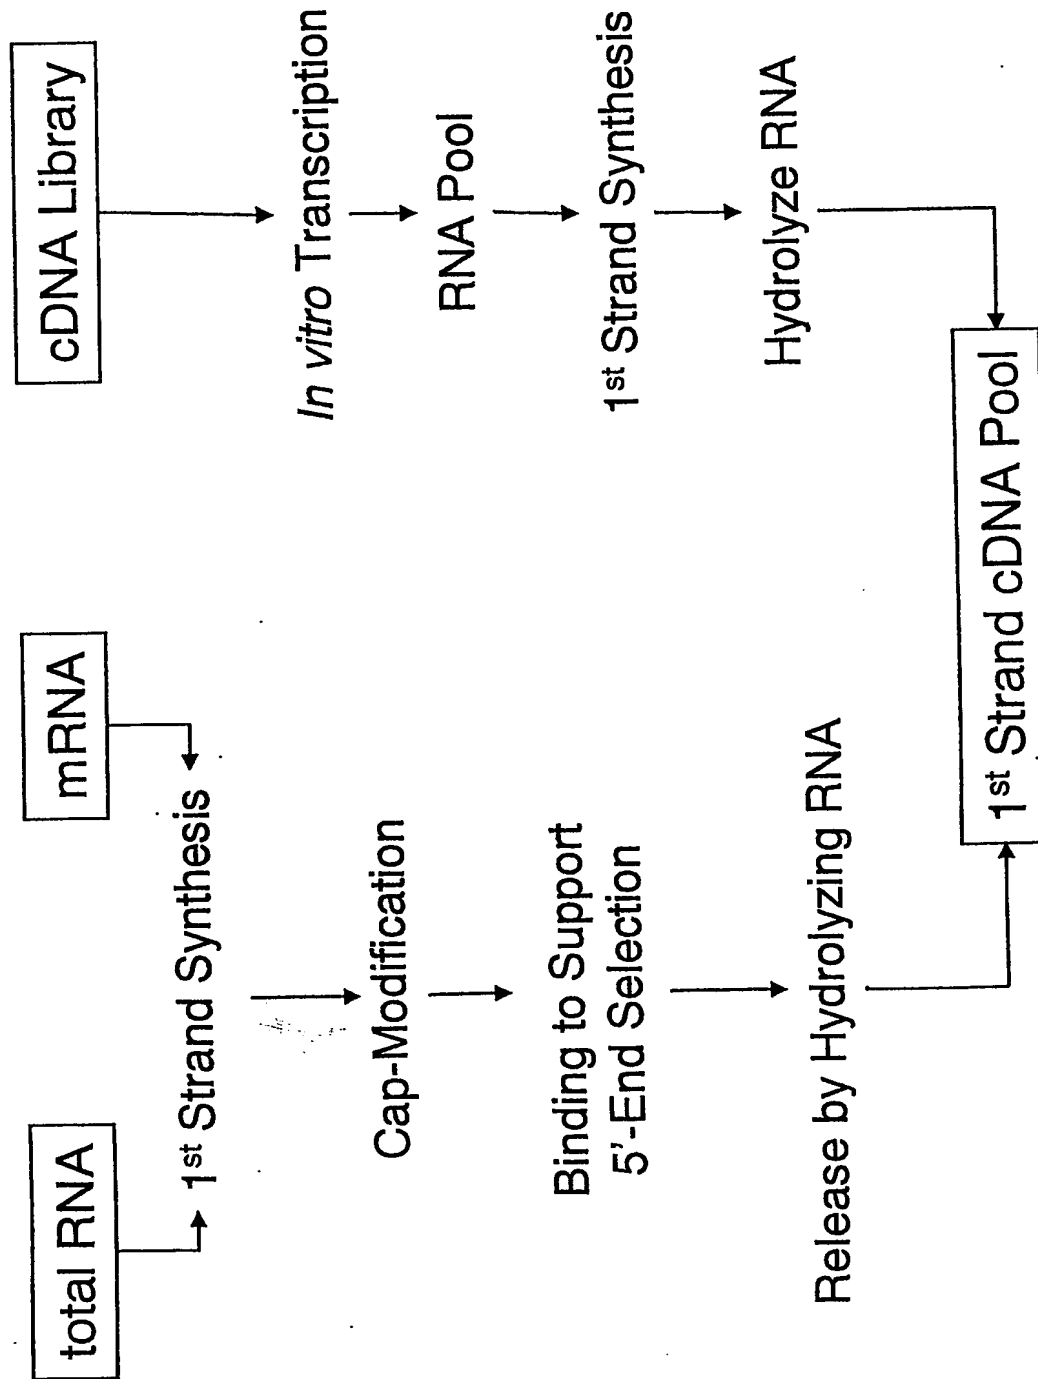 total RNA
mRNA
1st Strand Synthesis
Cap-Modification
Binding to Support
5'-End Selection
Release by Hydrolyzing RNA
cDNA Library
In vitro Transcription
RNA Pool
1st Strand Synthesis
Hydrolyze RNA
1st Strand cDNA Pool